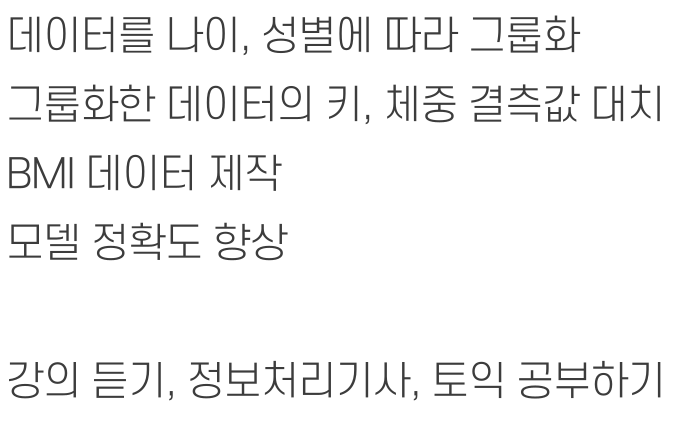 데이터를 나이, 성별에 따라 그룹화
그룹화한 데이터의 키, 체중 결측값 대치
BMI 데이터 제작
모델 정확도 향상
강의 듣기, 정보처리기사, 토익 공부하기